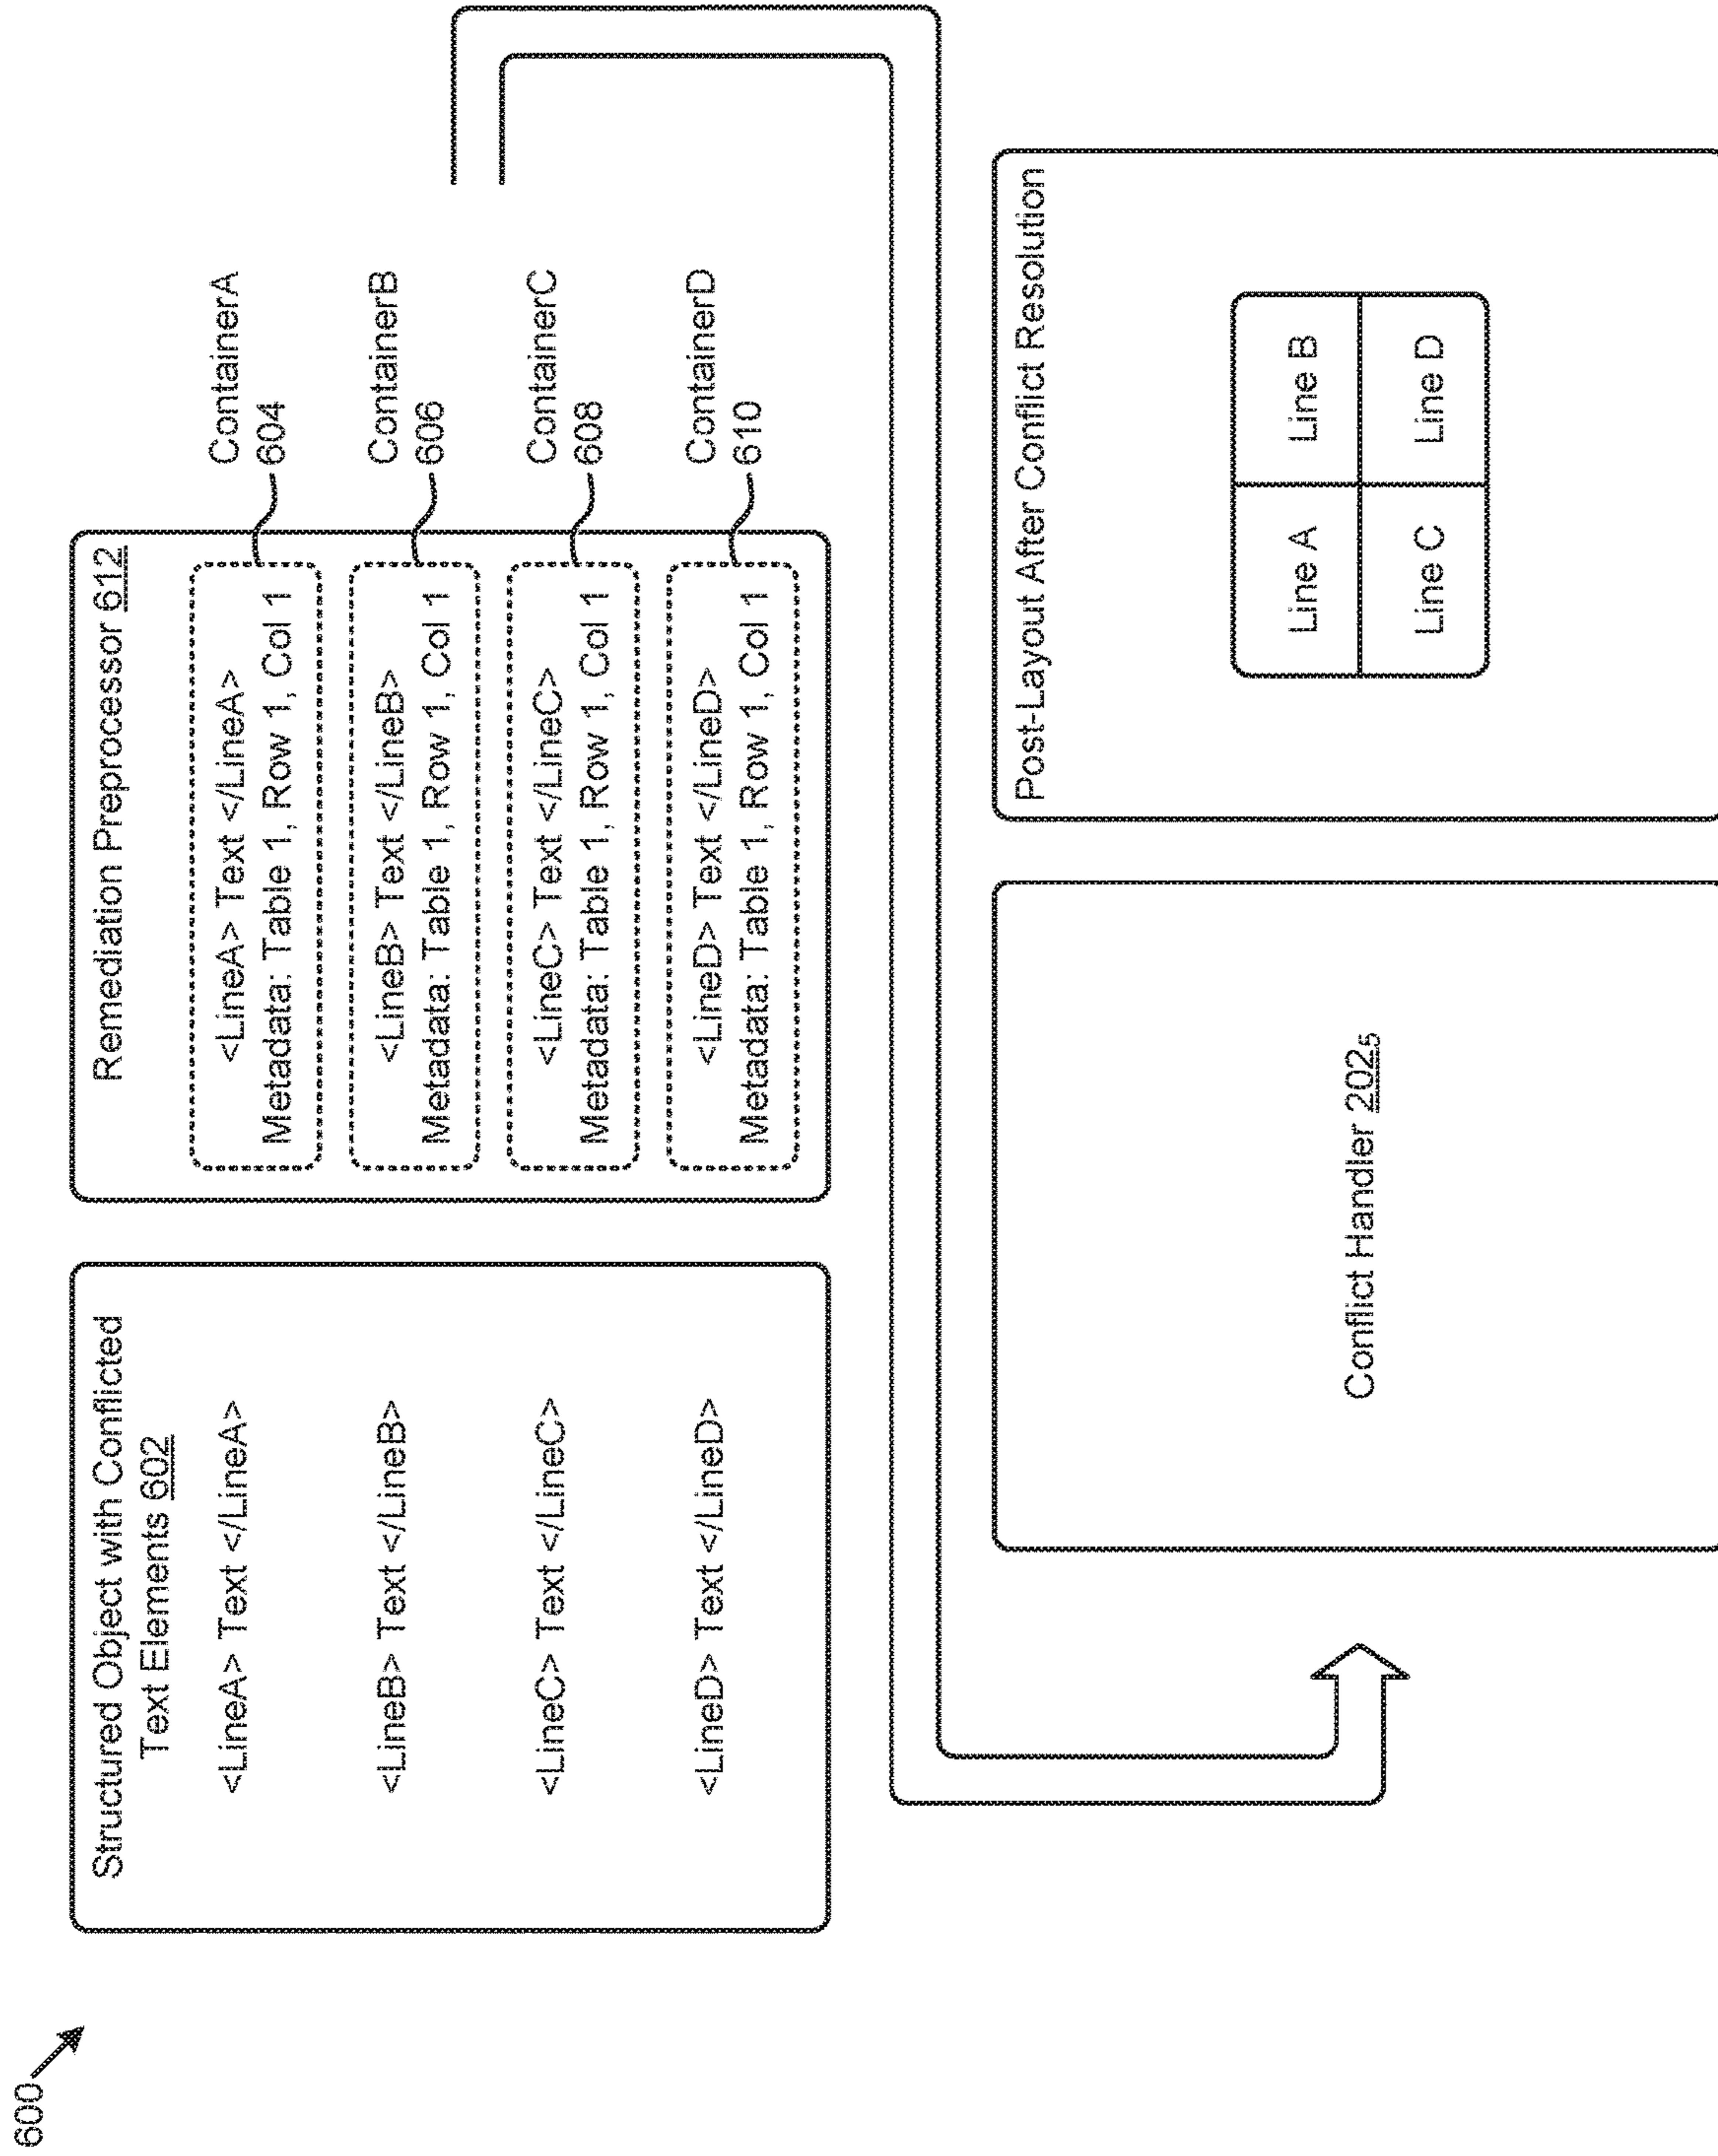 600
Structured Object with Conflicted
Text Elements 602
<LineA> Text </LineA>
<LineB> Text </LineB>
<LineC> Text </LineC>
<LineD> Text </LineD>
Remediation Preprocessor 612
<LineA> Text </LineA>
Metadata: Table 1, Row 1, Col 1
<LineB> Text </LineB>
Metadata: Table 1, Row 1, Col 1
<LineC> Text </LineC>
Metadata: Table 1, Row 1, Col 1
<LineD> Text </LineD>
Metadata: Table 1, Row 1, Col 1
ContainerA
604
ContainerB
606
ContainerC
608
ContainerD
610
Conflict Handler 202₅
Post-Layout After Conflict Resolution
Line A
Line B
Line C
Line D